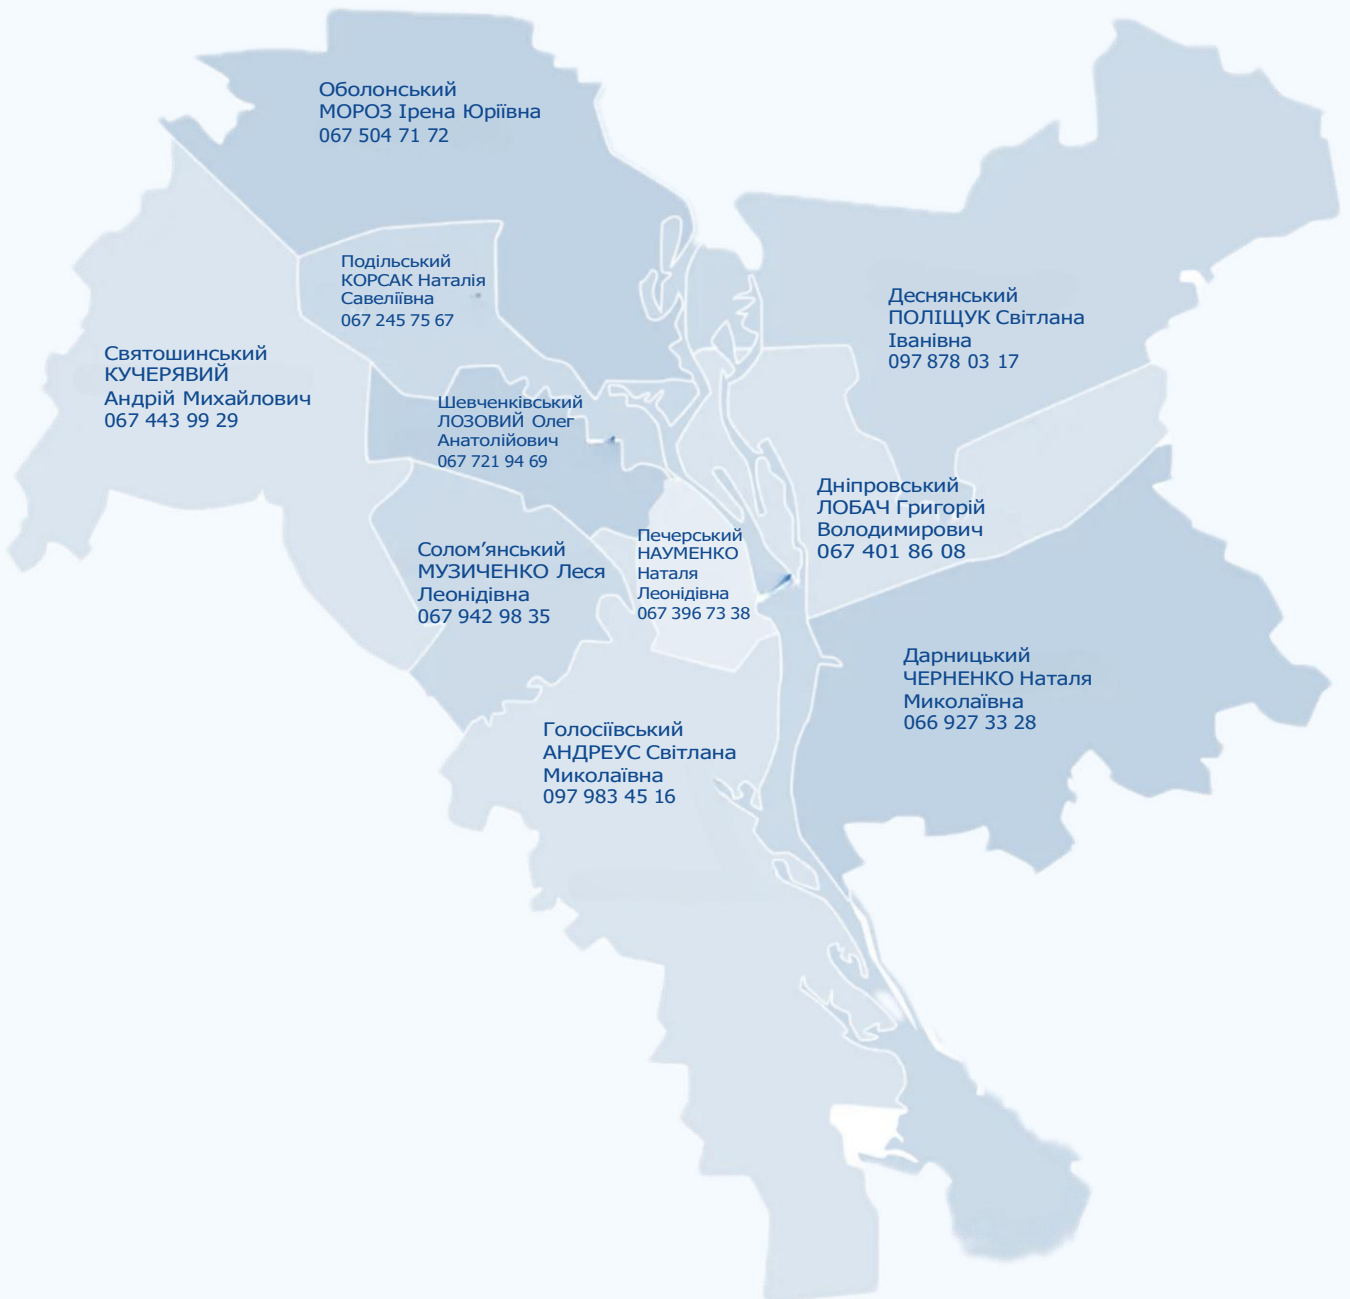 Оболонський
МОРОЗ Ірена Юріївна
067 504 71 72
Подільський
КОРСАК Наталія
Савеліївна
067 245 75 67
Деснянський
ПОЛІЩУК Світлана
Іванівна
097 878 03 17
Святошинський
КУЧЕРЯВИЙ
Андрій Михайлович
067 443 99 29
Шевченківський
ЛОЗОВИЙ Олег
Анатолійович
067 721 94 69
Дніпровський
ЛОБАЧ Григорій
Володимирович
067 401 86 08
Солом’янський
МУЗИЧЕНКО Леся
Леонідівна
067 942 98 35
Печерський
НАУМЕНКО
Наталя
Леонідівна
067 396 73 38
Дарницький
ЧЕРНЕНКО Наталя
Миколаївна
066 927 33 28
Голосіївський
АНДРЕУС Світлана
Миколаївна
097 983 45 16